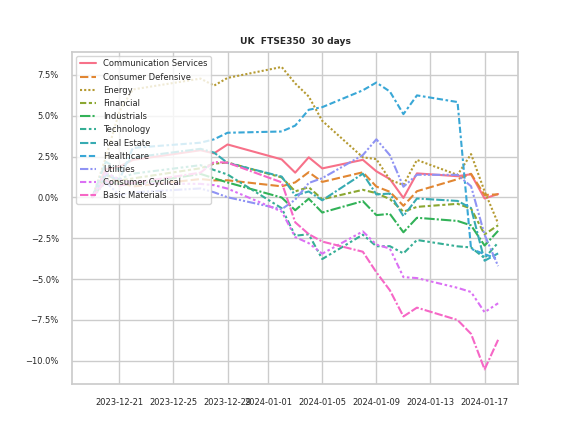 UK FTSE350 30 days
7.5%
5.0%
2.5%
0.0%
−2.5%
−5.0%
−7.5%
−10.0%
Communication Services
Consumer Defensive
Energy
Financial
Industrials
Technology
Real Estate
Healthcare
Utilities
Consumer Cyclical
Basic Materials
2023-12-21 2023-12-25 2023-12-29 2024-01-01 2024-01-05 2024-01-09 2024-01-13 2024-01-17